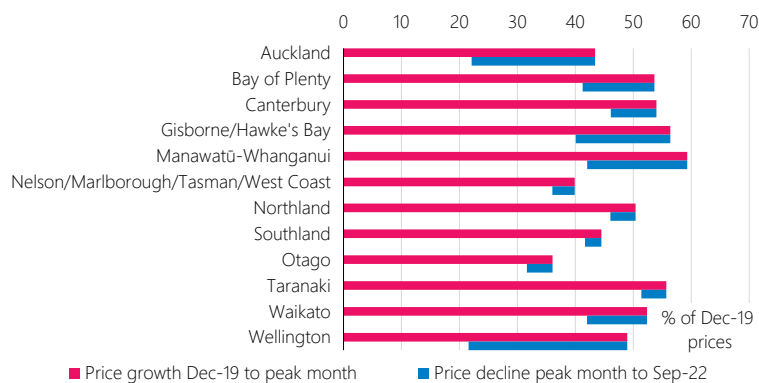 0 10 20 30 40 50 60 70
Auckland
Bay of Plenty
Canterbury
Gisborne/Hawke's Bay
Manawatū-Whanganui
Nelson/Marlborough/Tasman/West Coast
Northland
Southland
Otago
Taranaki
Waikato
Wellington
% of Dec-19
prices
Price growth Dec-19 to peak month Price decline peak month to Sep-22